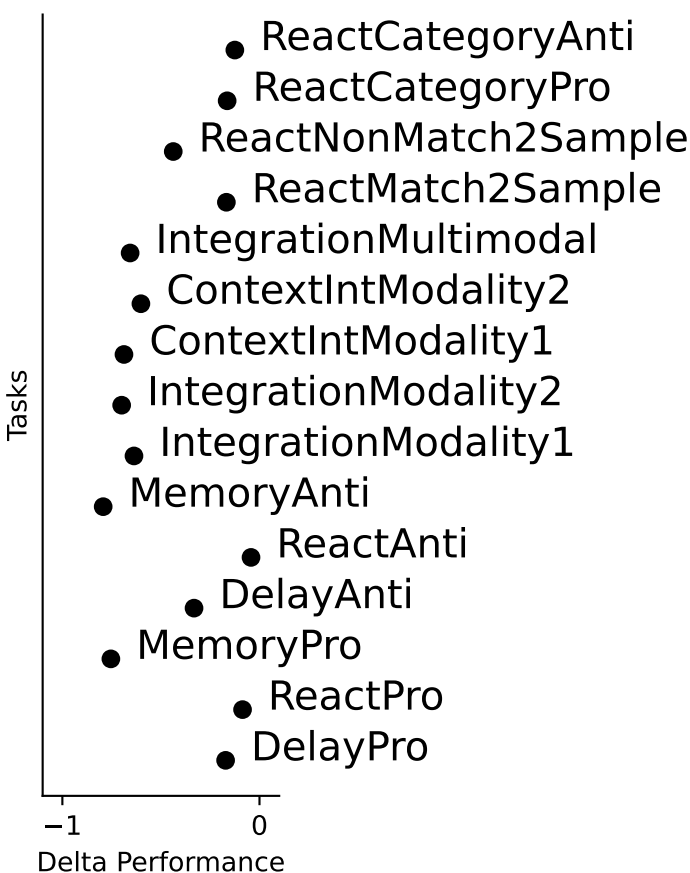 ReactCategoryAnti
ReactCategoryPro
ReactNonMatch2Sample
ReactMatch2Sample
IntegrationMultimodal
ContextIntModality2
ContextIntModality1
IntegrationModality2
IntegrationModality1
MemoryAnti
ReactAnti
DelayAnti
MemoryPro
ReactPro
DelayPro
Tasks
−1 0
Delta Performance